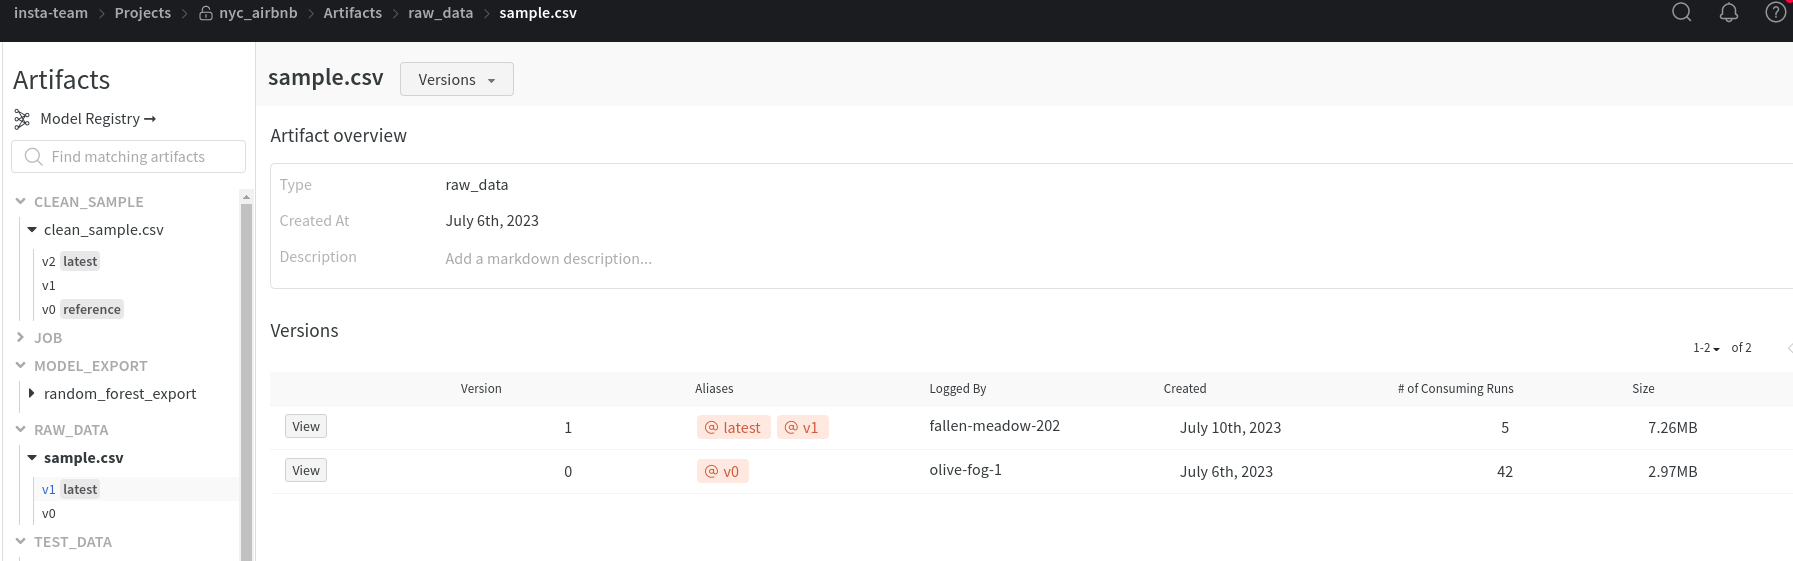 insta-team > Projects > nyc_airbnb > Artifacts > raw_data > sample.csv
Artifacts
Model Registry →
Find matching artifacts
CLEAN_SAMPLE
clean_sample.csv
v2 latest
v1
v0 reference
JOB
MODEL_EXPORT
random_forest_export
RAW_DATA
sample.csv
v1 latest
v0
TEST_DATA
sample.csv Versions
Artifact overview
Type raw_data
Created At July 6th, 2023
Description Add a markdown description...
Versions
1-2 of 2
Version Aliases Logged By Created # of Consuming Runs Size
View 1 @ latest @ v1 fallen-meadow-202 July 10th, 2023 5 7.26MB
View 0 @ v0 olive-fog-1 July 6th, 2023 42 2.97MB